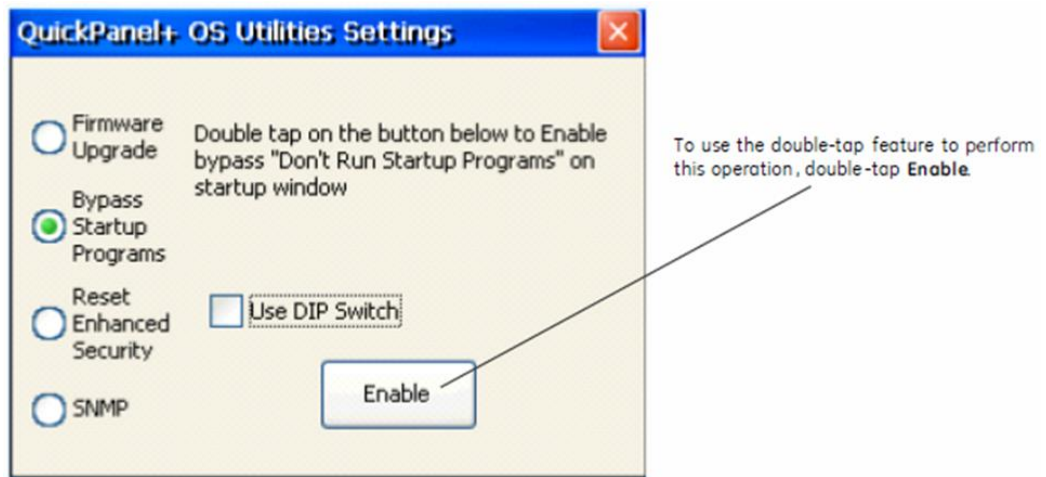 QuickPanel+ OS Utilities Settings
Firmware
Upgrade
Double tap on the button below to Enable
bypass "Don't Run Startup Programs" on
startup window
Bypass
Startup
Programs
Reset
Enhanced
Security
Use DIP Switch
SNMP
Enable
To use the double-tap feature to perform
this operation, double-tap Enable.